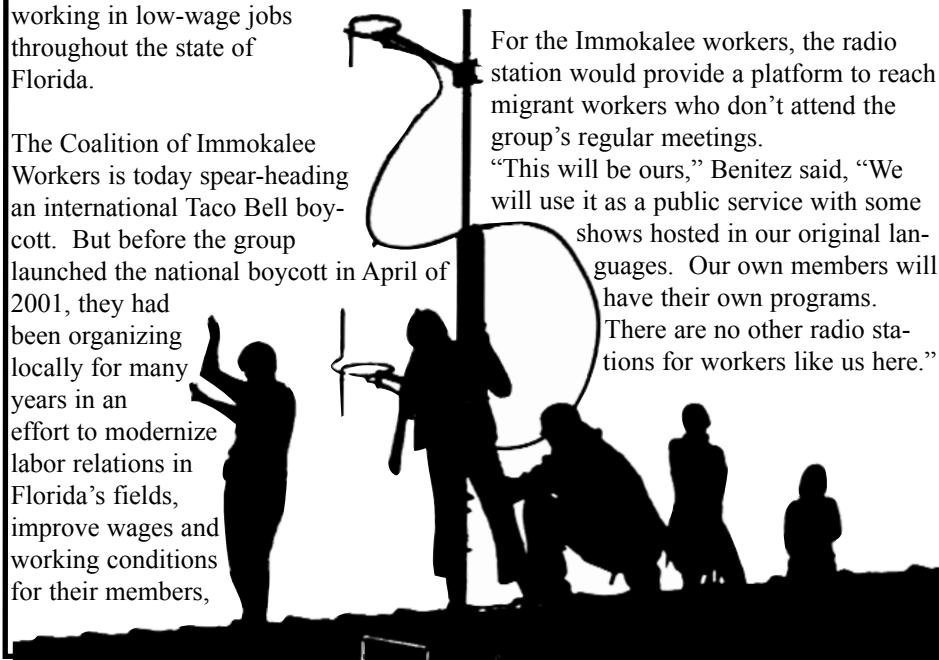 working in low-wage jobs
throughout the state of
Florida.
The Coalition of Immokalee
Workers is today spear-heading
an international Taco Bell boy-
cott.  But before the group
launched the national boycott in April of
2001, they had
been organizing
locally for many
years in an
effort to modernize
labor relations in
Florida’s fields,
improve wages and
working conditions
for their members,
For the Immokalee workers, the radio
station would provide a platform to reach
migrant workers who don’t attend the
group’s regular meetings.
“This will be ours,” Benitez said, “We
will use it as a public service with some
shows hosted in our original lan-
guages.  Our own members will
have their own programs.
There are no other radio sta-
tions for workers like us here.”